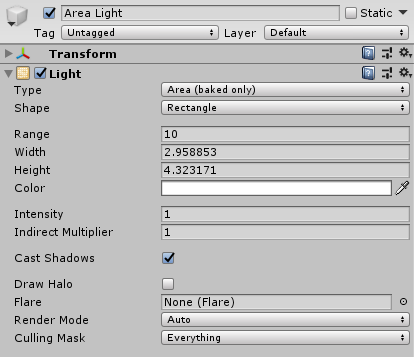 Area Light Static
Tag Untagged Layer Default
Transform
Light
Type Area (baked only)
Shape Rectangle
Range 10
Width 2.958853
Height 4.323171
Color
Intensity 1
Indirect Multiplier 1
Cast Shadows
Draw Halo
Flare None (Flare)
Render Mode Auto
Culling Mask Everything